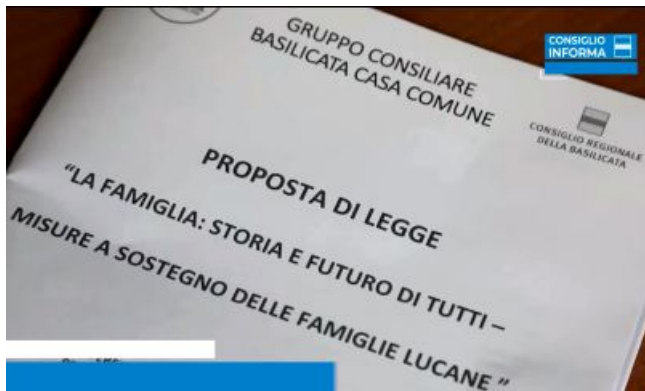 GRUPPO CONSILIARE
BASILICATA CASA COMUNE
CONSIGLIO
INFORMA
CONSIGLIO REGIONALE
DELLA BASILICATA
PROPOSTA DI LEGGE
“LA FAMIGLIA: STORIA E FUTURO DI TUTTI –
MISURE A SOSTEGNO DELLE FAMIGLIE LUCANE ”